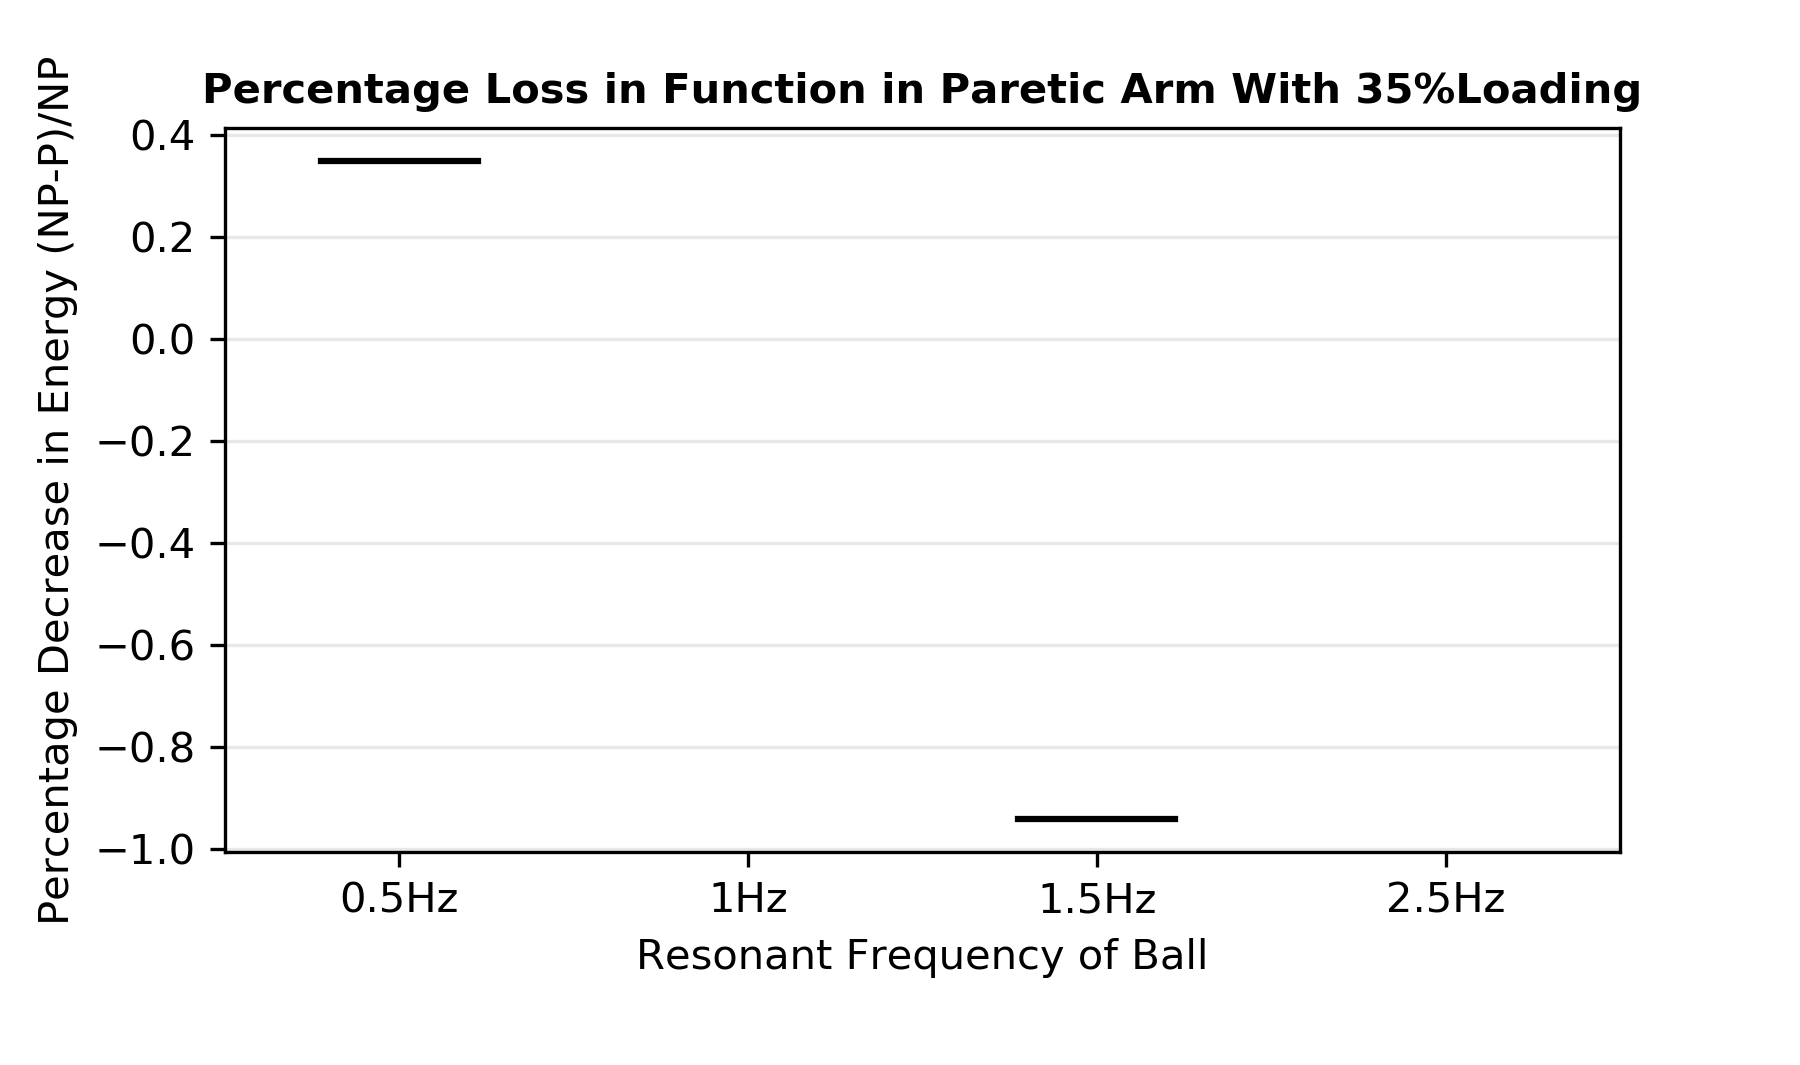 Percentage Loss in Function in Paretic Arm With 35%Loading
Percentage Decrease in Energy (NP-P)/NP
0.4
0.2
0.0
−0.2
−0.4
−0.6
−0.8
−1.0
0.5Hz 1Hz 1.5Hz 2.5Hz
Resonant Frequency of Ball